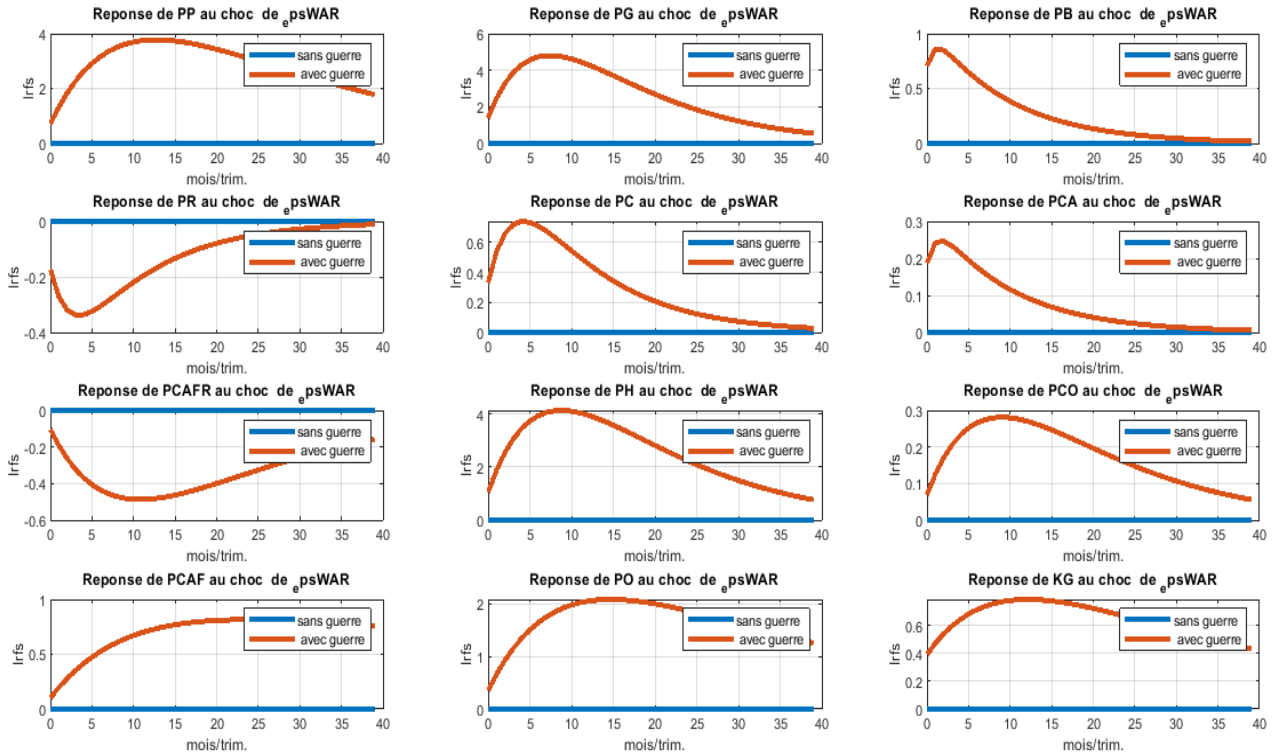 Reponse de PP au choc de _epsWAR
Irfs
4
2
0
sans guerre
avec guerre
0 5 10 15 20 25 30 35 40
mois/trim.
Reponse de PG au choc de _epsWAR
Irfs
6
4
2
0
sans guerre
avec guerre
0 5 10 15 20 25 30 35 40
mois/trim.
Reponse de PB au choc de _epsWAR
Irfs
1
0.5
0
sans guerre
avec guerre
0 5 10 15 20 25 30 35 40
mois/trim.
Reponse de PR au choc de _epsWAR
Irfs
0
-0.2
-0.4
sans guerre
avec guerre
0 5 10 15 20 25 30 35 40
mois/trim.
Reponse de PC au choc de _epsWAR
Irfs
0.6
0.4
0.2
0
sans guerre
avec guerre
0 5 10 15 20 25 30 35 40
mois/trim.
Reponse de PCA au choc de _epsWAR
Irfs
0.3
0.2
0.1
0
sans guerre
avec guerre
0 5 10 15 20 25 30 35 40
mois/trim.
Reponse de PCAFR au choc de _epsWAR
Irfs
0
-0.2
-0.4
-0.6
sans guerre
avec guerre
0 5 10 15 20 25 30 35 40
mois/trim.
Reponse de PH au choc de _epsWAR
Irfs
4
2
0
sans guerre
avec guerre
0 5 10 15 20 25 30 35 40
mois/trim.
Reponse de PCO au choc de _epsWAR
Irfs
0.3
0.2
0.1
0
sans guerre
avec guerre
0 5 10 15 20 25 30 35 40
mois/trim.
Reponse de PCAF au choc de _epsWAR
Irfs
1
0.5
0
sans guerre
avec guerre
0 5 10 15 20 25 30 35 40
mois/trim.
Reponse de PO au choc de _epsWAR
Irfs
2
1
0
sans guerre
avec guerre
0 5 10 15 20 25 30 35 40
mois/trim.
Reponse de KG au choc de _epsWAR
Irfs
0.6
0.4
0.2
0
sans guerre
avec guerre
0 5 10 15 20 25 30 35 40
mois/trim.